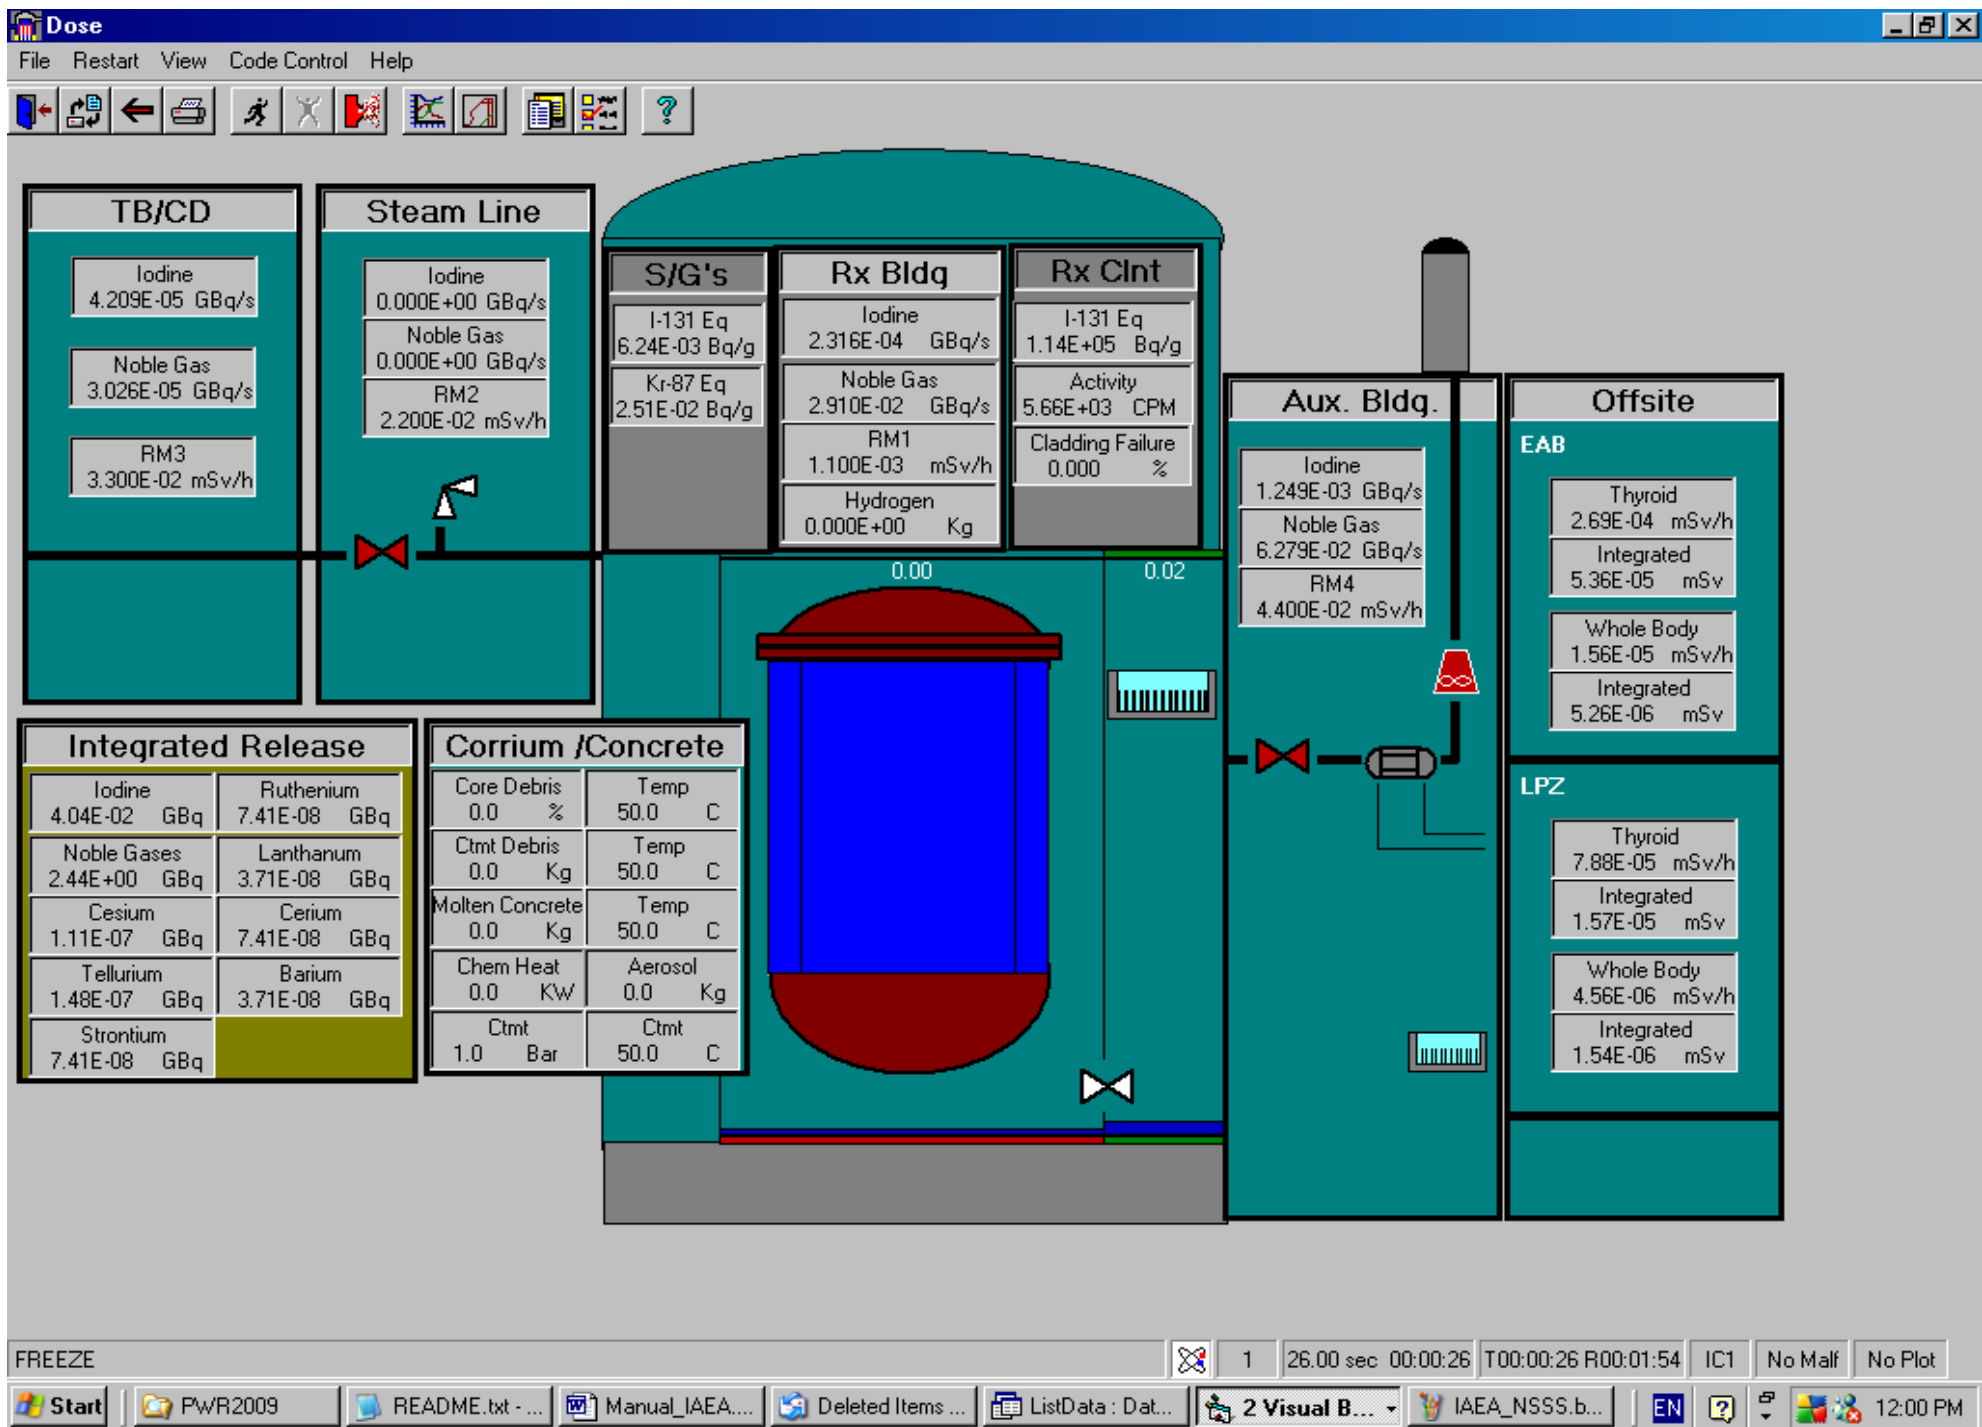 Dose
File Restart View Code Control Help
?
TB/CD
Iodine
4.209E-05 GBq/s
Noble Gas
3.026E-05 GBq/s
RM3
3.300E-02 mSv/h
Steam Line
Iodine
0.000E+00 GBq/s
Noble Gas
0.000E+00 GBq/s
RM2
2.200E-02 mSv/h
S/G's
I-131 Eq
6.24E-03 Bq/g
Kr-87 Eq
2.51E-02 Bq/g
Rx Bldg
Iodine
2.316E-04 GBq/s
Noble Gas
2.910E-02 GBq/s
RM1
1.100E-03 mSv/h
Hydrogen
0.000E+00 Kg
Rx Clnt
I-131 Eq
1.14E+05 Bq/g
Activity
5.66E+03 CPM
Cladding Failure
0.000 %
0.00
0.02
Aux. Bldg.
Iodine
1.249E-03 GBq/s
Noble Gas
6.279E-02 GBq/s
RM4
4.400E-02 mSv/h
Offsite
EAB
Thyroid
2.69E-04 mSv/h
Integrated
5.36E-05 mSv
Whole Body
1.56E-05 mSv/h
Integrated
5.26E-06 mSv
LPZ
Thyroid
7.88E-05 mSv/h
Integrated
1.57E-05 mSv
Whole Body
4.56E-06 mSv/h
Integrated
1.54E-06 mSv
Integrated Release
Iodine
4.04E-02 GBq
Ruthenium
7.41E-08 GBq
Noble Gases
2.44E+00 GBq
Lanthanum
3.71E-08 GBq
Cesium
1.11E-07 GBq
Cerium
7.41E-08 GBq
Tellurium
1.48E-07 GBq
Barium
3.71E-08 GBq
Strontium
7.41E-08 GBq
Corrium /Concrete
Core Debris
0.0 %
Temp
50.0 C
Ctmt Debris
0.0 Kg
Temp
50.0 C
Molten Concrete
0.0 Kg
Temp
50.0 C
Chem Heat
0.0 KW
Aerosol
0.0 Kg
Ctmt
1.0 Bar
Ctmt
50.0 C
FREEZE 1 26.00 sec 00:00:26 T00:00:26 R00:01:54 IC1 No Malf No Plot
Start PWR2009 README.txt - ... Manual_IAEA.... Deleted Items ... ListData : Dat... 2 Visual B... IAEA_NSSS.b... EN ? 12:00 PM